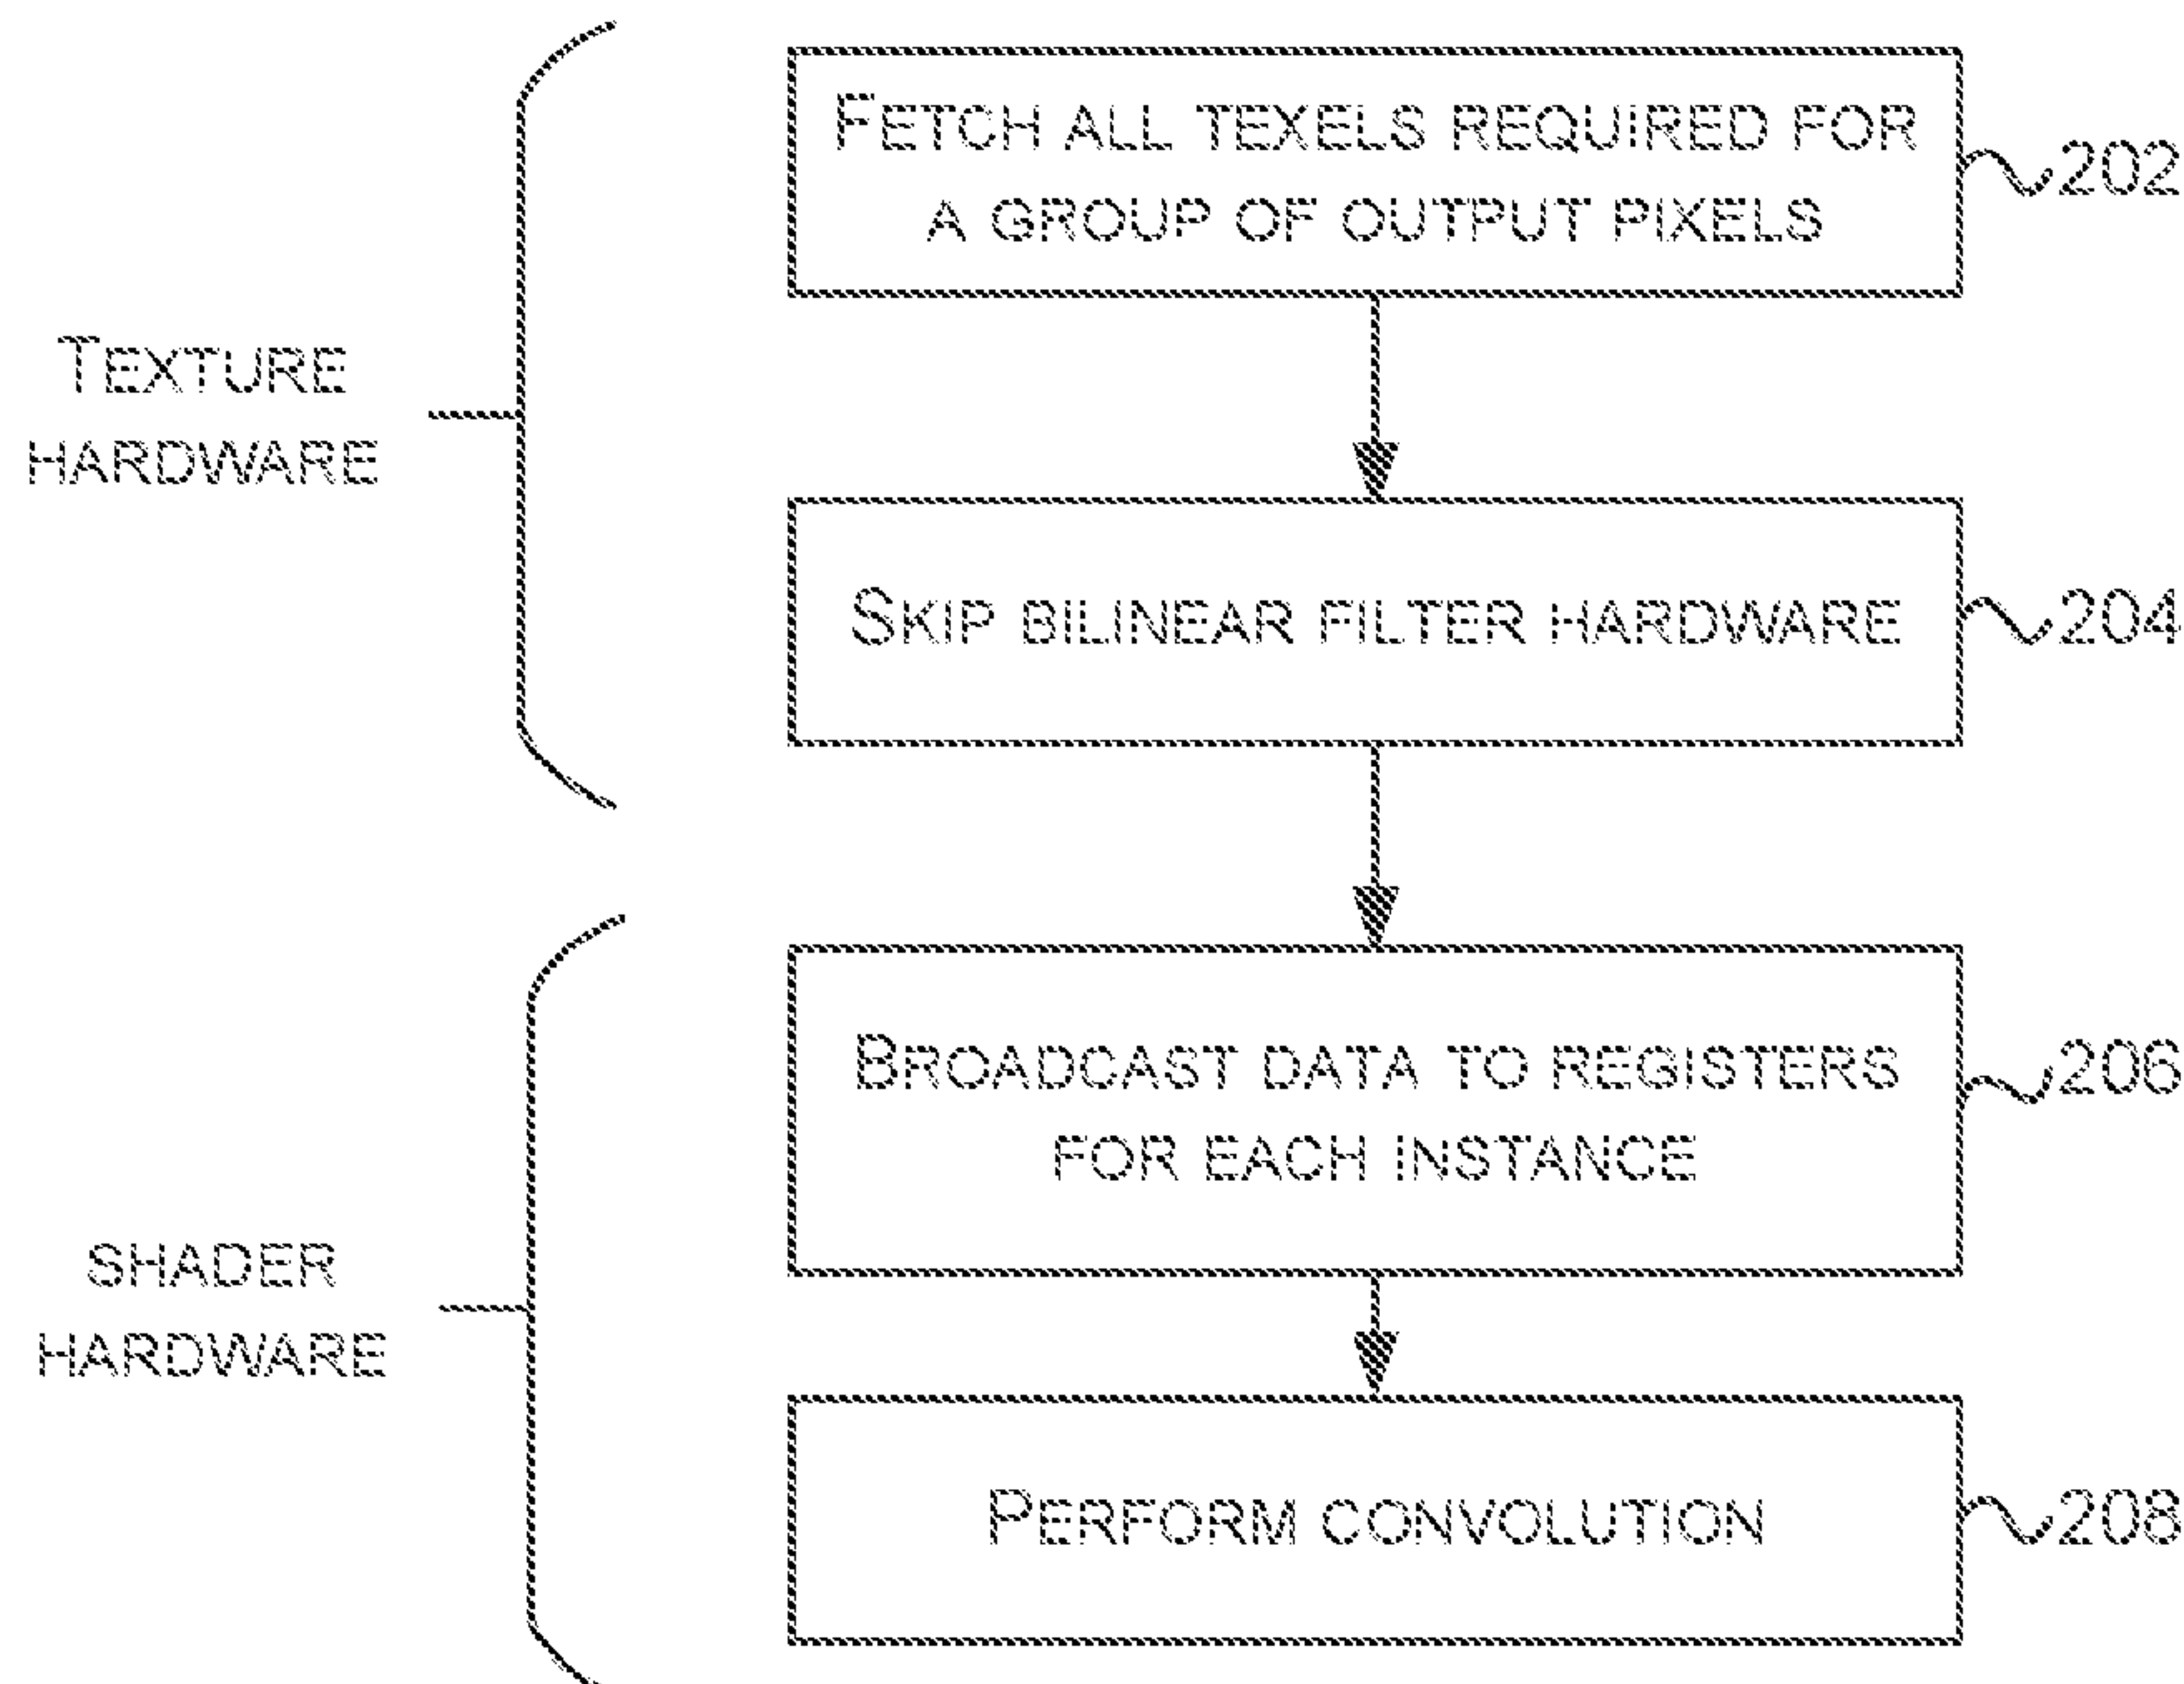 FETCH ALL TEXELS REQUIRED FOR
A GROUP OF OUTPUT PIXELS
202
TEXTURE
HARDWARE
SKIP BILINEAR FILTER HARDWARE
204
BROADCAST DATA TO REGISTERS
FOR EACH INSTANCE
206
SHADER
HARDWARE
PERFORM CONVOLUTION
208